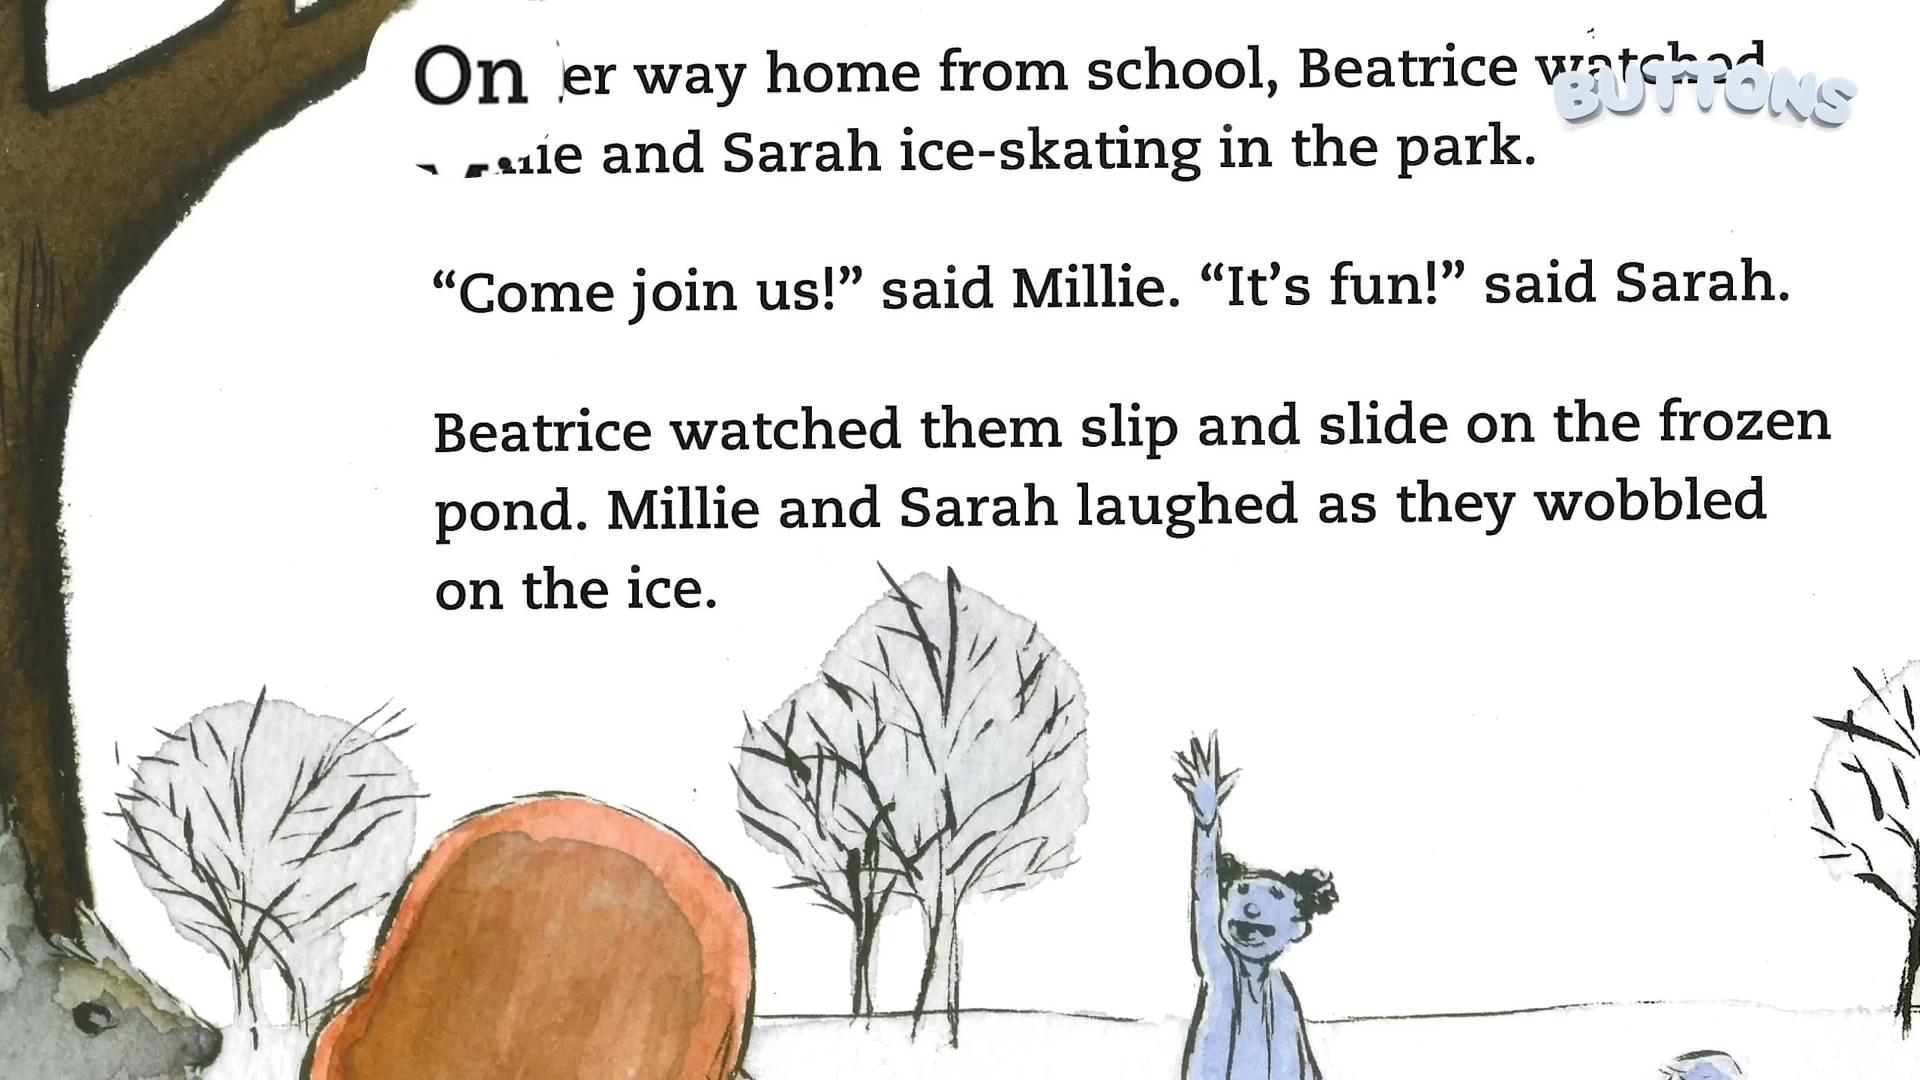 On er way home from school, Beatrice watched
BUTTONS
and Sarah ice-skating in the park.
“Come join us!” said Millie. “It’s fun!” said Sarah.
Beatrice watched them slip and slide on the frozen
pond. Millie and Sarah laughed as they wobbled
on the ice.